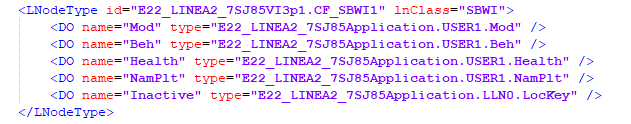 <LNodeType id="E22_LINEA2_7SJ85VI3p1.CF_SBWI1" lnClass="SBWI">
<DO name="Mod" type="E22_LINEA2_7SJ85Application.USER1.Mod" />
<DO name="Beh" type="E22_LINEA2_7SJ85Application.USER1.Beh" />
<DO name="Health" type="E22_LINEA2_7SJ85Application.USER1.Health" />
<DO name="NamPlt" type="E22_LINEA2_7SJ85Application.USER1.NamPlt" />
<DO name="Inactive" type="E22_LINEA2_7SJ85Application.LLN0.LocKey" />
</LNodeType>